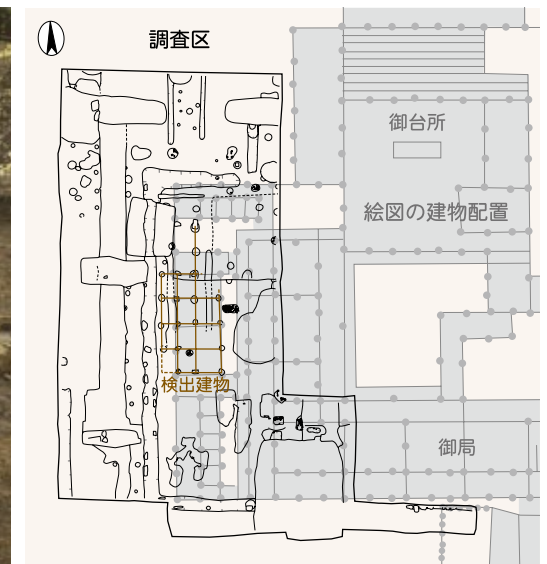 調査区
御台所
絵図の建物配置
検出建物
御局